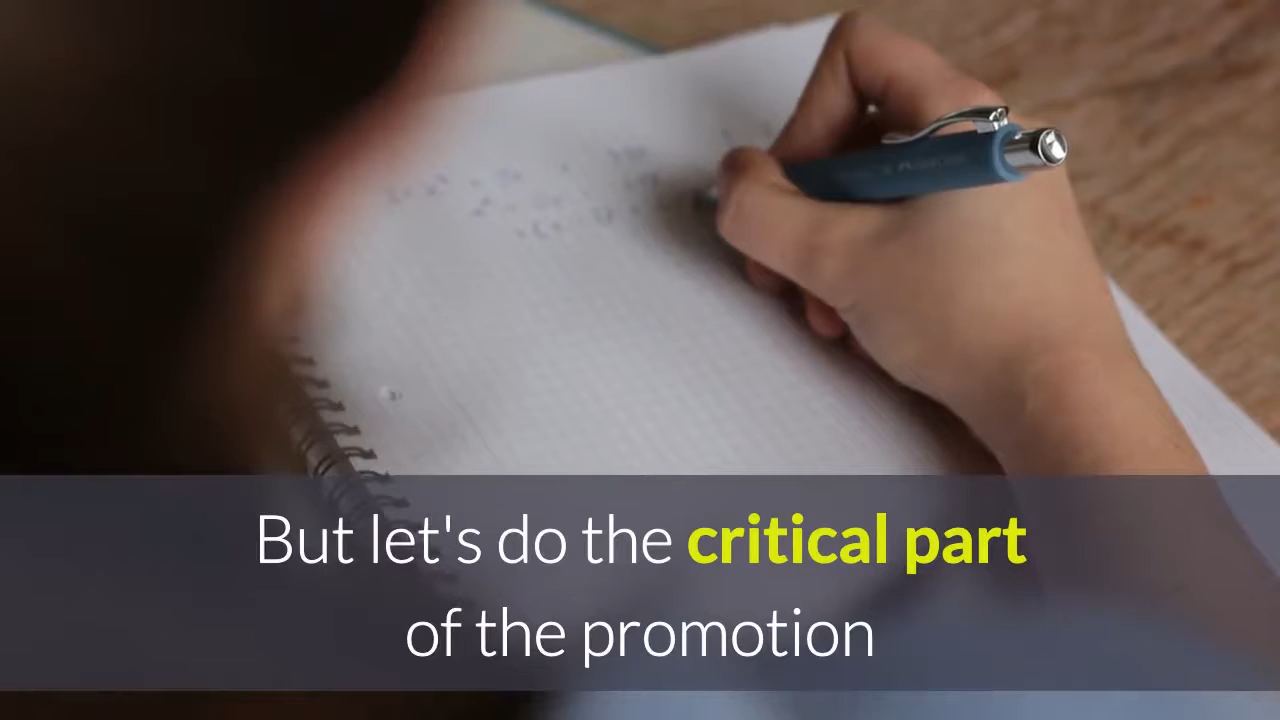 But let's do the critical part
of the promotion